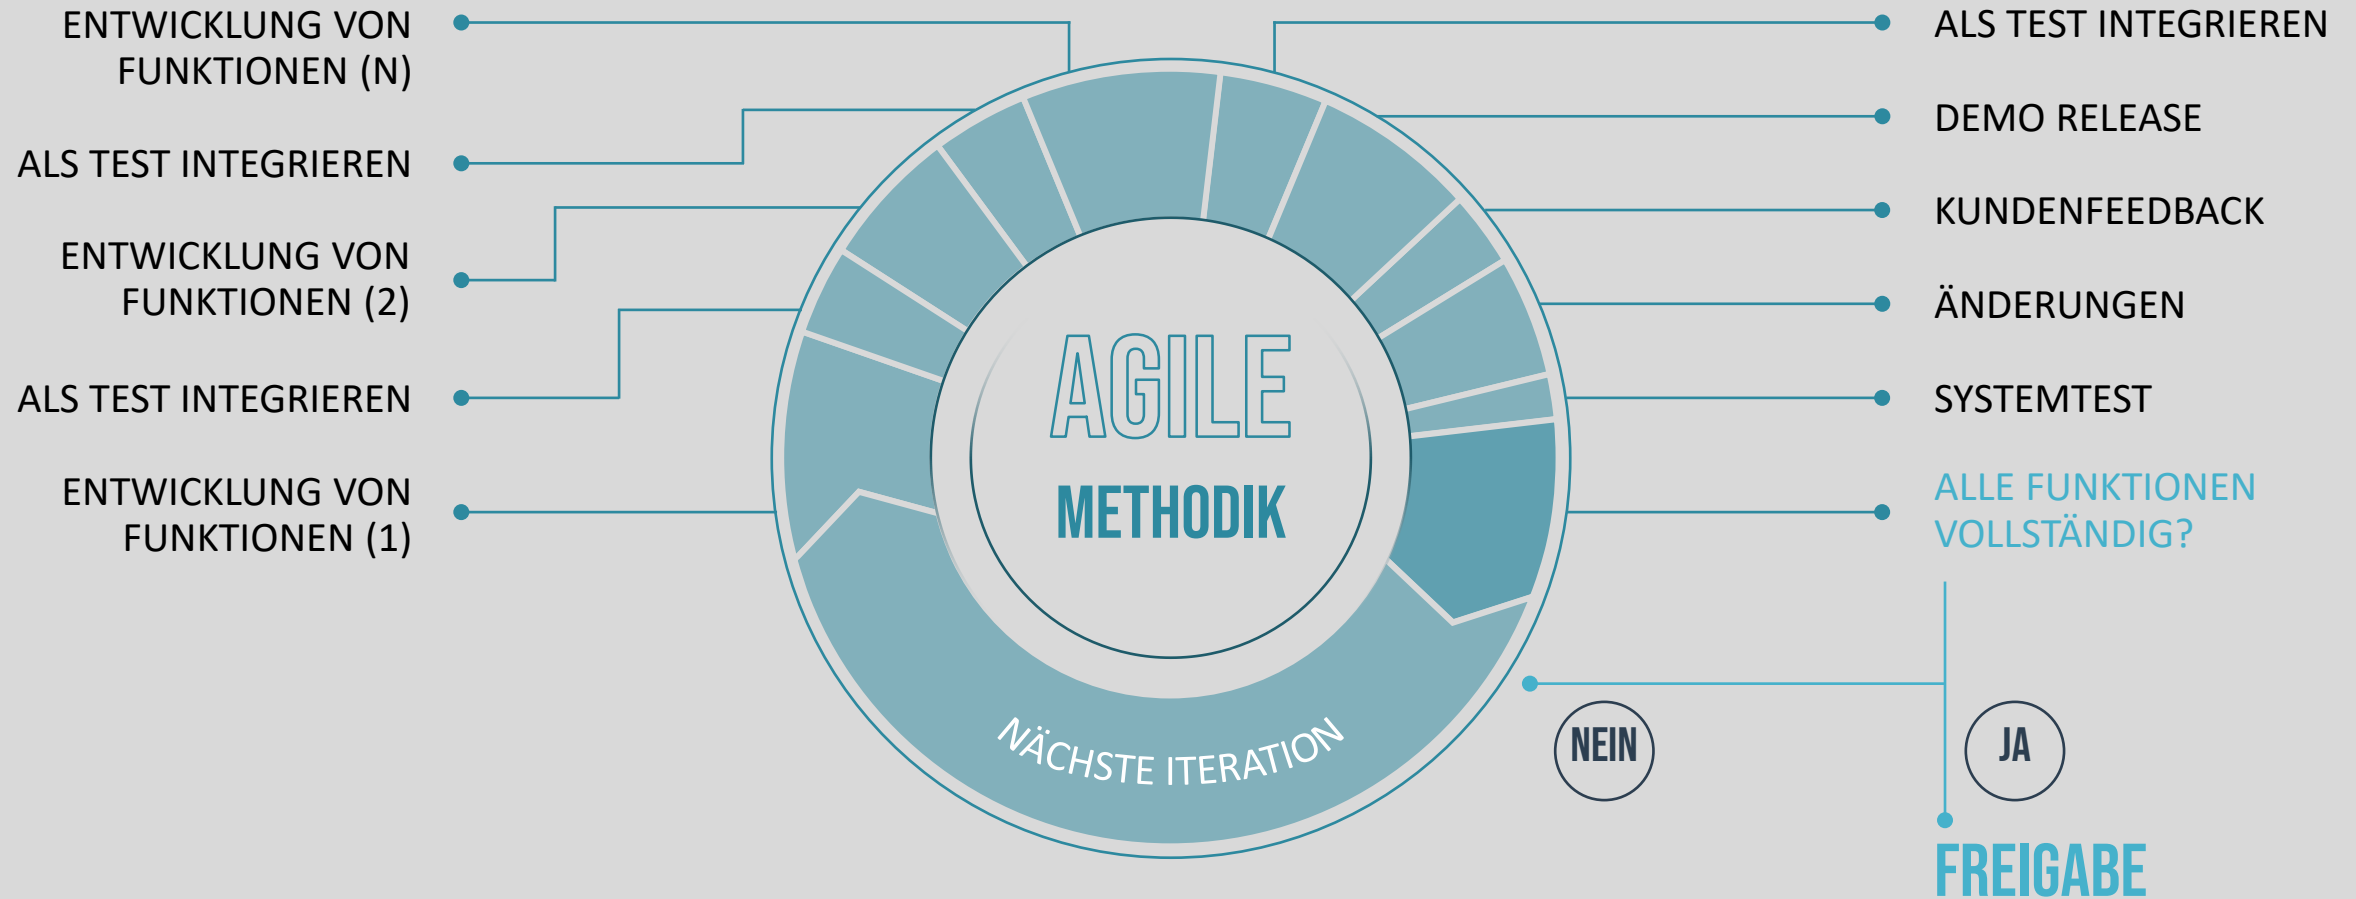 ENTWICKLUNG VON
FUNKTIONEN (N)
ALS TEST INTEGRIEREN
ENTWICKLUNG VON
FUNKTIONEN (2)
ALS TEST INTEGRIEREN
ENTWICKLUNG VON
FUNKTIONEN (1)
AGILE
METHODIK
NÄCHSTE ITERATION
ALS TEST INTEGRIEREN
DEMO RELEASE
KUNDENFEEDBACK
ÄNDERUNGEN
SYSTEMTEST
ALLE FUNKTIONEN
VOLLSTÄNDIG?
NEIN
JA
FREIGABE